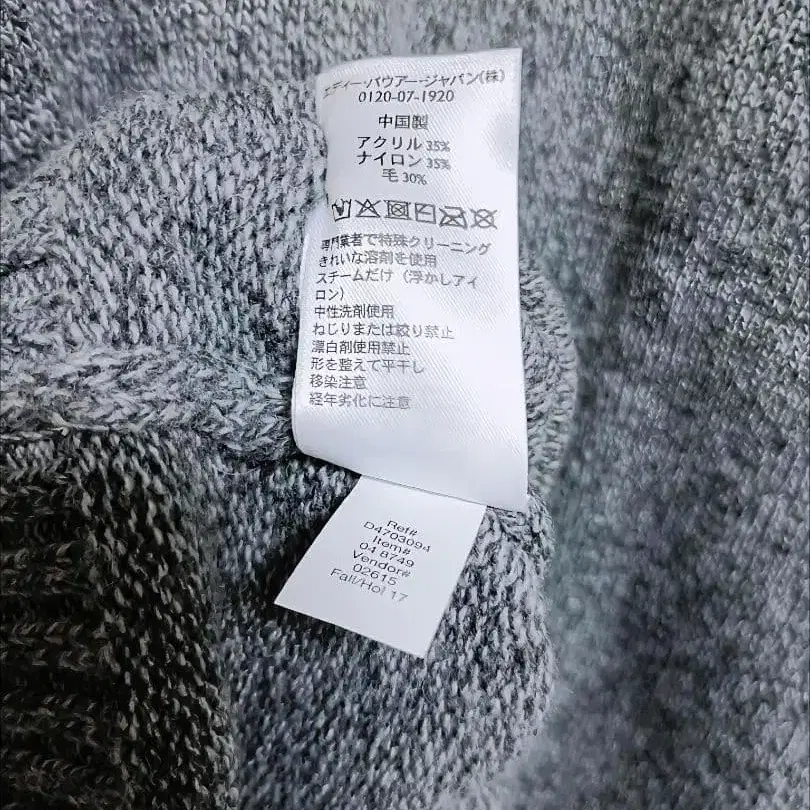 エディー・バウアー・ジャパン(株)
0120-07-1920
中国製
アクリル 35%
ナイロン 35%
毛 30%
専門業者で特殊クリーニング
きれいな溶剤を使用
スチームだけ（浮かしアイ
ロン）
中性洗剤使用
ねじりまたは絞り禁止
漂白剤使用禁止
形を整えて平干し
移染注意
経年劣化に注意
Ref#
D4703094
Item#
04 8749
Vendor#
02615
Fall/Hol 17